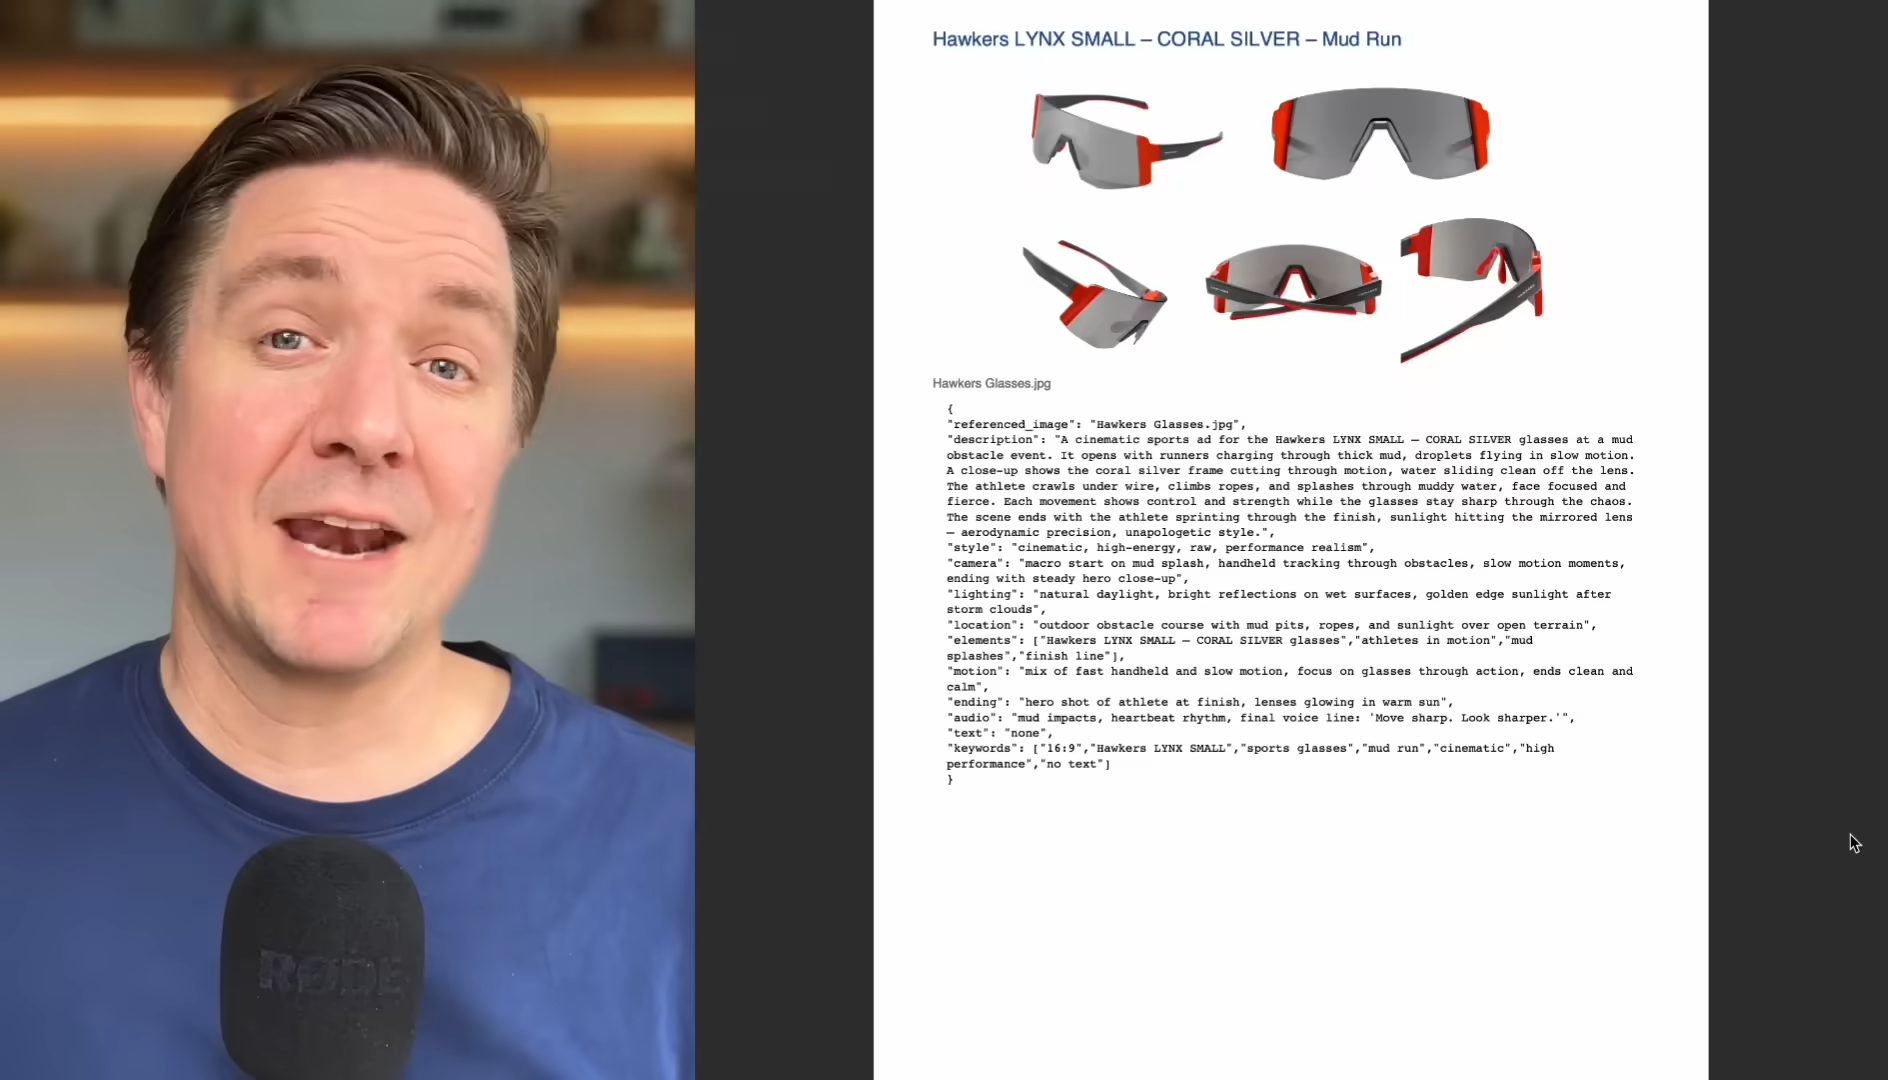 Hawkers LYNX SMALL – CORAL SILVER – Mud Run
Hawkers Glasses.jpg
{
"referenced_image": "Hawkers Glasses.jpg",
"description": "A cinematic sports ad for the Hawkers LYNX SMALL – CORAL SILVER glasses at a mud
obstacle event. It opens with runners charging through thick mud, droplets flying in slow motion.
A close-up shows the coral silver frame cutting through motion, water sliding clean off the lens.
The athlete crawls under wire, climbs ropes, and splashes through muddy water, face focused and
fierce. Each movement shows control and strength while the glasses stay sharp through the chaos.
The scene ends with the athlete sprinting through the finish, sunlight hitting the mirrored lens
— aerodynamic precision, unapologetic style.",
"style": "cinematic, high-energy, raw, performance realism",
"camera": "macro start on mud splash, handheld tracking through obstacles, slow motion moments,
ending with steady hero close-up",
"lighting": "natural daylight, bright reflections on wet surfaces, golden edge sunlight after
storm clouds",
"location": "outdoor obstacle course with mud pits, ropes, and sunlight over open terrain",
"elements": ["Hawkers LYNX SMALL – CORAL SILVER glasses","athletes in motion","mud
splashes","finish line"],
"motion": "mix of fast handheld and slow motion, focus on glasses through action, ends clean and
calm",
"ending": "hero shot of athlete at finish, lenses glowing in warm sun",
"audio": "mud impacts, heartbeat rhythm, final voice line: 'Move sharp. Look sharper.'",
"text": "none",
"keywords": ["16:9","Hawkers LYNX SMALL","sports glasses","mud run","cinematic","high
performance","no text"]
}
RØDE